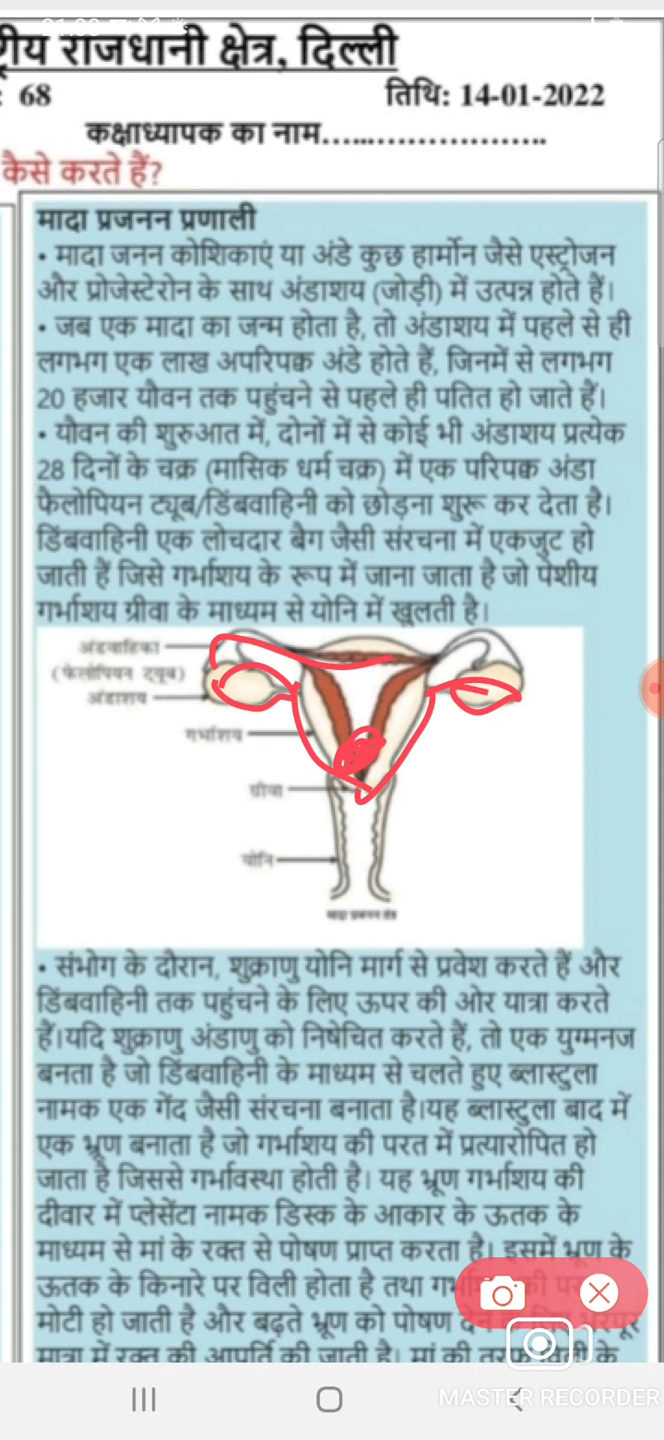 ट्रीय राजधानी क्षेत्र, दिल्ली
: 68 तिथि: 14-01-2022
कक्षाध्यापक का नाम……………………..
कैसे करते हैं?
मादा प्रजनन प्रणाली
• मादा जनन कोशिकाएं या अंडे कुछ हार्मोन जैसे एस्ट्रोजन
और प्रोजेस्टेरोन के साथ अंडाशय (जोड़ी) में उत्पन्न होते हैं।
• जब एक मादा का जन्म होता है, तो अंडाशय में पहले से ही
लगभग एक लाख अपरिपक्व अंडे होते हैं, जिनमें से लगभग
20 हजार यौवन तक पहुंचने से पहले ही पतित हो जाते हैं।
• यौवन की शुरुआत में, दोनों में से कोई भी अंडाशय प्रत्येक
28 दिनों के चक्र (मासिक धर्म चक्र) में एक परिपक्व अंडा
फैलोपियन ट्यूब/डिंबवाहिनी को छोड़ना शुरू कर देता है।
डिंबवाहिनी एक लोचदार बैग जैसी संरचना में एकजुट हो
जाती हैं जिसे गर्भाशय के रूप में जाना जाता है जो पेशीय
गर्भाशय ग्रीवा के माध्यम से योनि में खुलती है।
अंडवाहिका
(फेलोपियन ट्यूब)
अंडाशय
गर्भाशय
ग्रीवा
योनि
मादा प्रजनन तंत्र
• संभोग के दौरान, शुक्राणु योनि मार्ग से प्रवेश करते हैं और
डिंबवाहिनी तक पहुंचने के लिए ऊपर की ओर यात्रा करते
हैं।यदि शुक्राणु अंडाणु को निषेचित करते हैं, तो एक युग्मनज
बनता है जो डिंबवाहिनी के माध्यम से चलते हुए ब्लास्टुला
नामक एक गेंद जैसी संरचना बनाता है।यह ब्लास्टुला बाद में
एक भ्रूण बनाता है जो गर्भाशय की परत में प्रत्यारोपित हो
जाता है जिससे गर्भावस्था होती है। यह भ्रूण गर्भाशय की
दीवार में प्लेसेंटा नामक डिस्क के आकार के ऊतक के
माध्यम से मां के रक्त से पोषण प्राप्त करता है। इसमें भ्रूण के
ऊतक के किनारे पर विली होता है तथा
मोटी हो जाती है और बढ़ते भ्रूण को पोषण
मात्रा में रक्त की आपूर्ति की जाती है। मां की तरफ विली के
MASTER RECORDER